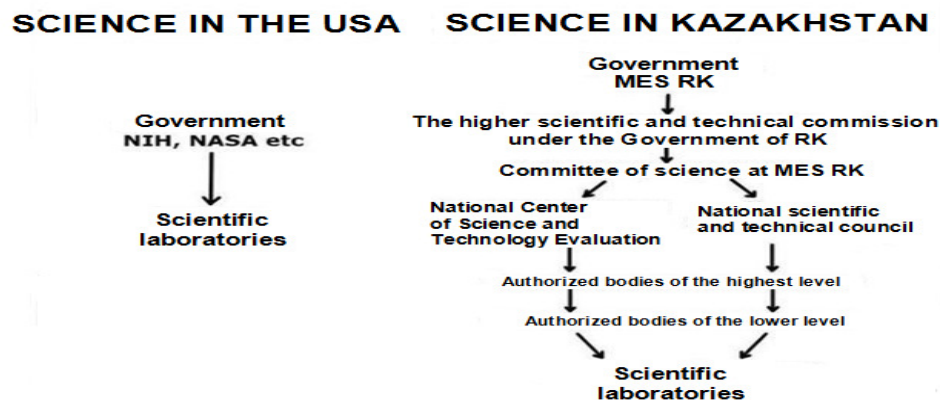 SCIENCE IN THE USA
Government
NIH, NASA etc
Scientific
laboratories
SCIENCE IN KAZAKHSTAN
Government
MES RK
The higher scientific and technical commission
under the Government of RK
Committee of science at MES RK
National Center
of Science and
Technology Evaluation
National scientific
and technical council
Authorized bodies of the highest level
Authorized bodies of the lower level
Scientific
laboratories